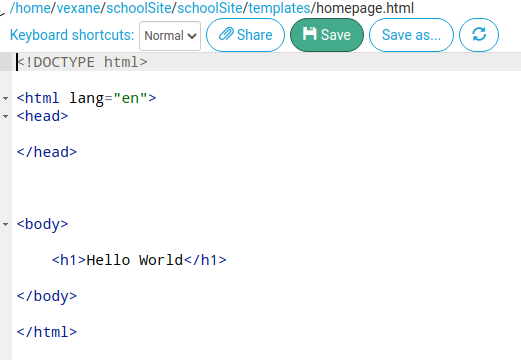 /home/vexane/schoolSite/schoolSite/templates/homepage.html
Keyboard shortcuts: Normal Share Save Save as...
<!DOCTYPE html>
<html lang="en">
<head>
</head>
<body>
<h1>Hello World</h1>
</body>
</html>